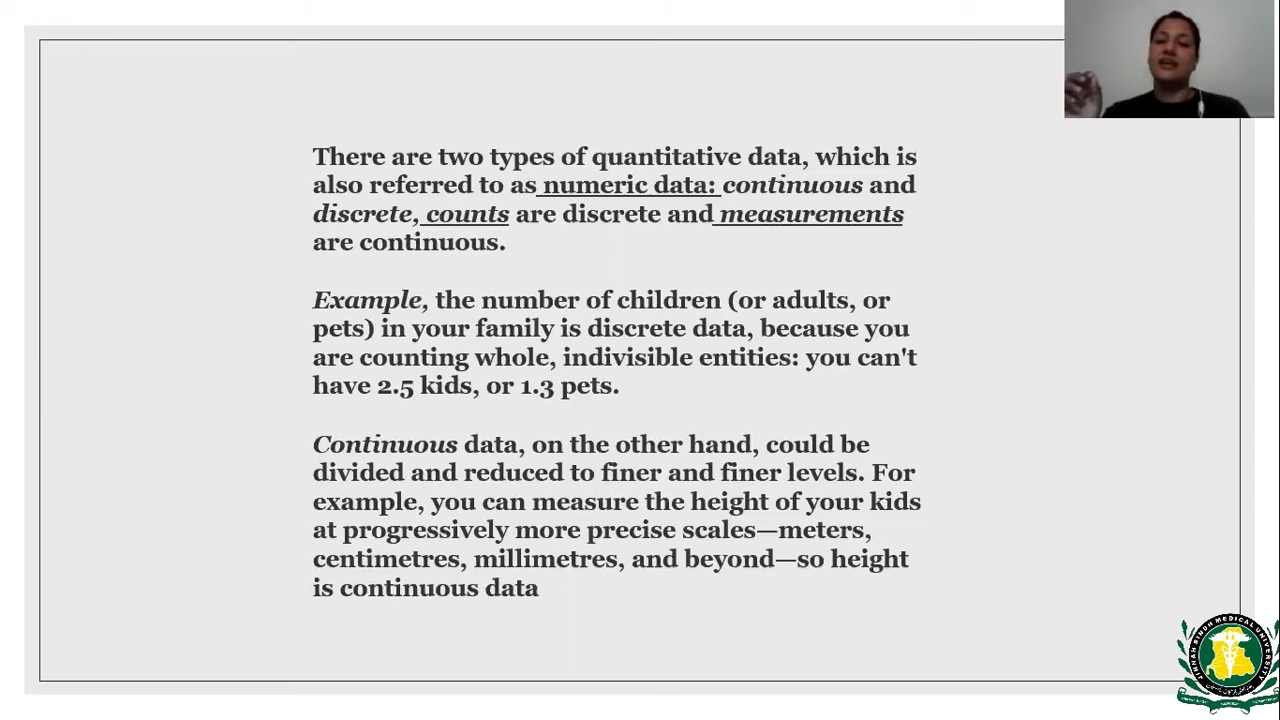 There are two types of quantitative data, which is
also referred to as numeric data: continuous and
discrete, counts are discrete and measurements
are continuous.
Example, the number of children (or adults, or
pets) in your family is discrete data, because you
are counting whole, indivisible entities: you can't
have 2.5 kids, or 1.3 pets.
Continuous data, on the other hand, could be
divided and reduced to finer and finer levels. For
example, you can measure the height of your kids
at progressively more precise scales—meters,
centimetres, millimetres, and beyond—so height
is continuous data
JINNAH SINDH MEDICAL UNIVERSITY